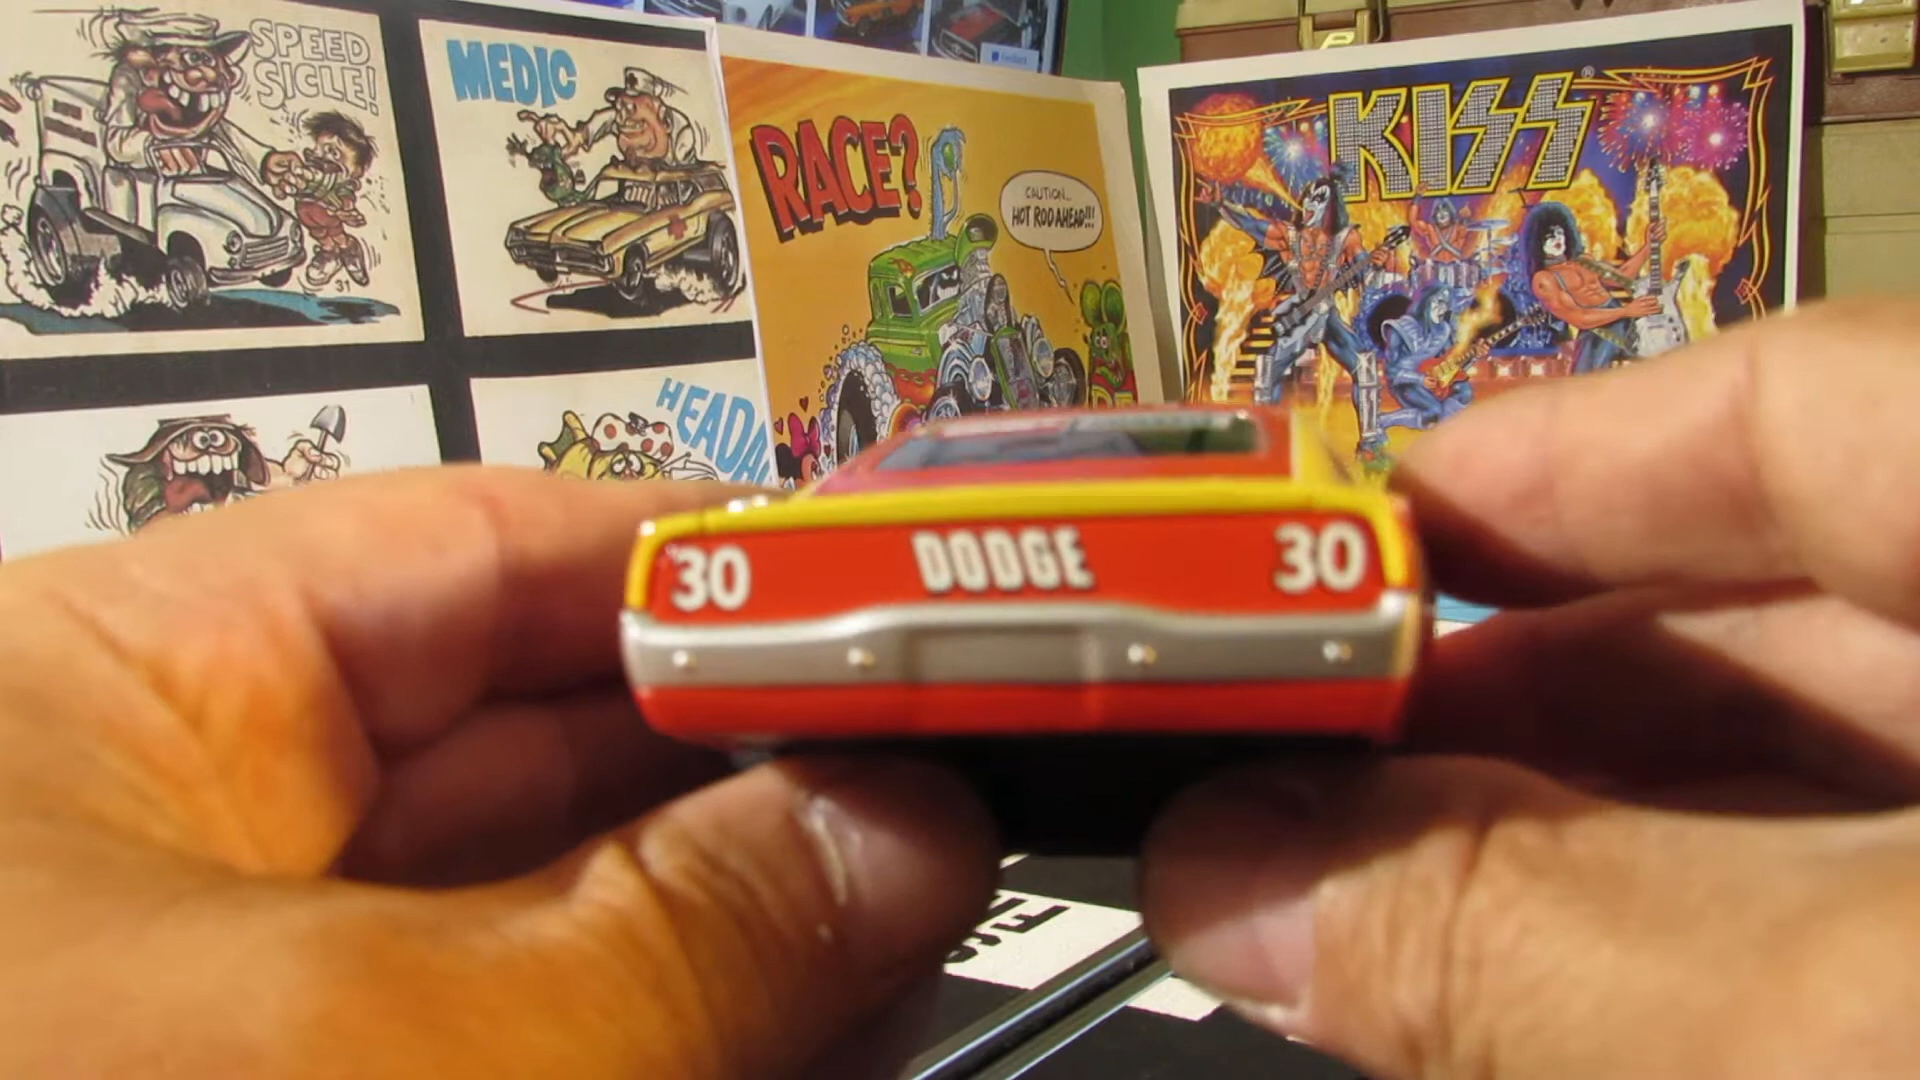 SPEED
SICLE!
31
MEDIC
HEADA
RACE?
CAUTION...
HOT ROD AHEAD!!!
KISS
30 DODGE 30